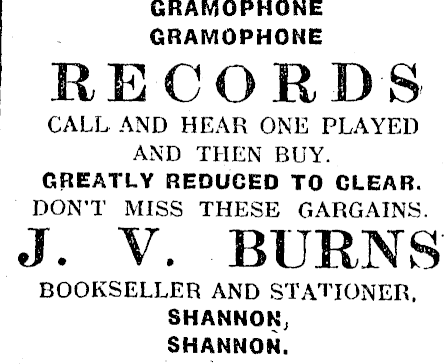 GRAMOPHONE
GRAMOPHONE
RECORDS
CALL AND HEAR ONE PLAYED
AND THEN BUY.
GREATLY REDUCED TO CLEAR.
DON'T MISS THESE GARGAINS.
J. V. BURNS
BOOKSELLER AND STATIONER,
SHANNON,
SHANNON.